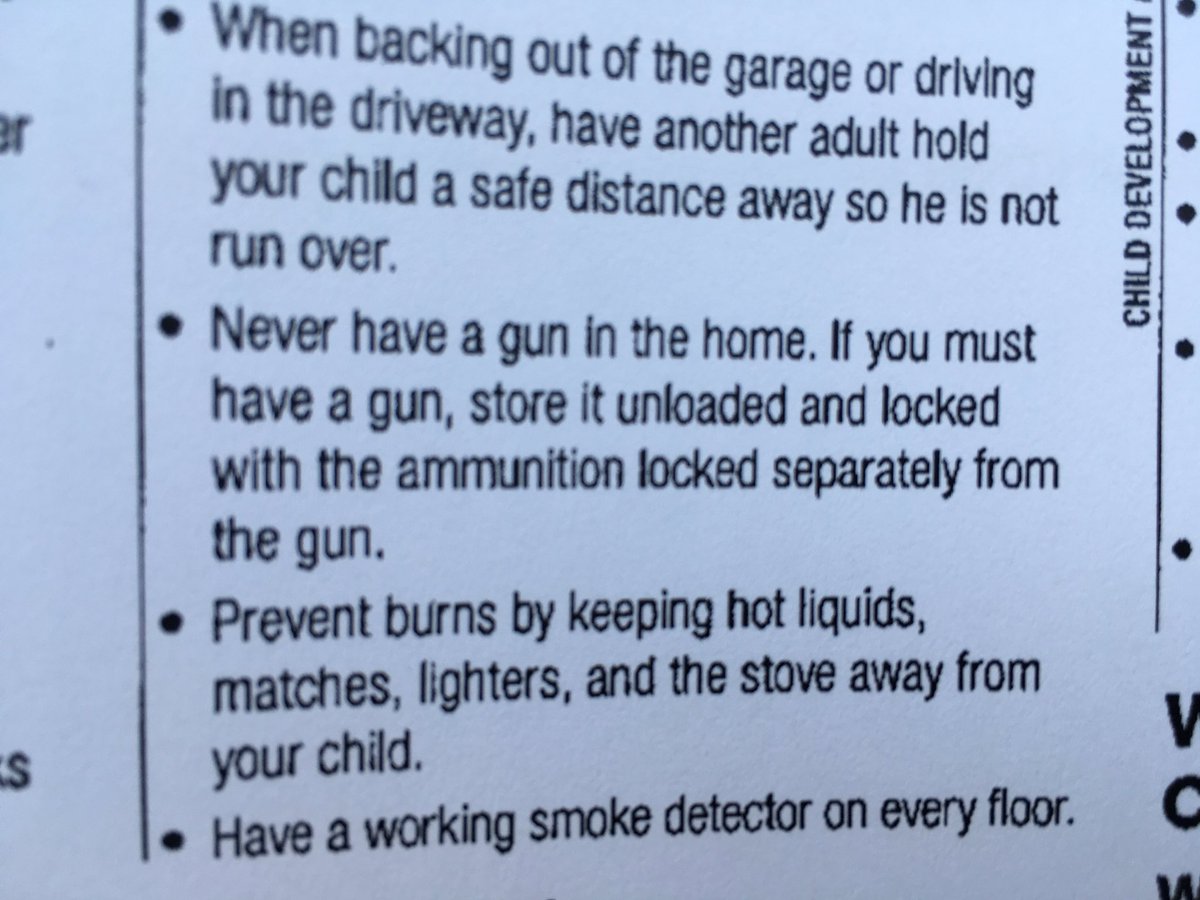 • When backing out of the garage or driving
in the driveway, have another adult hold
your child a safe distance away so he is not
run over.
• Never have a gun in the home. If you must
have a gun, store it unloaded and locked
with the ammunition locked separately from
the gun.
• Prevent burns by keeping hot liquids,
matches, lighters, and the stove away from
your child.
• Have a working smoke detector on every floor.
CHILD DEVELOPMENT